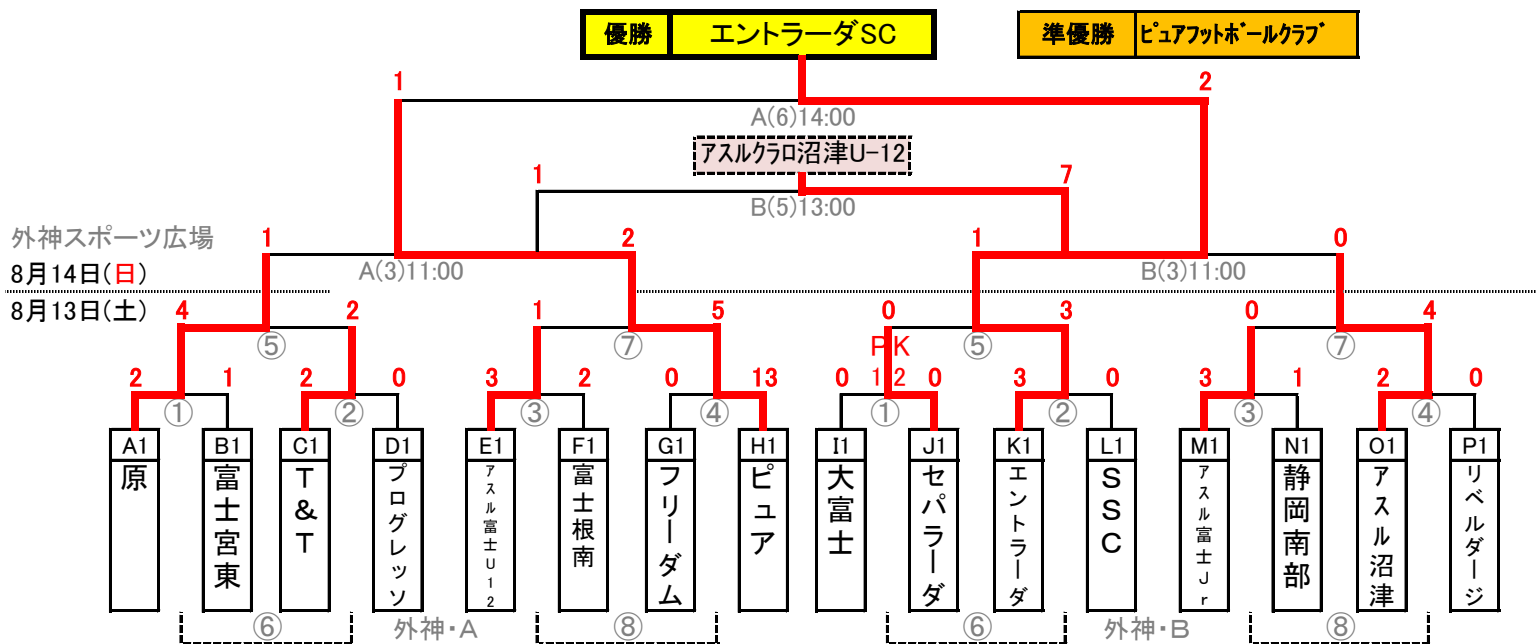 優勝 エントラーダSC 準優勝 ピュアフットボールクラブ
1 2
A(6)14:00
アスルクラロ沼津U-12
1 7
B(5)13:00
外神スポーツ広場 1 2 1 0
8月14日(日) A(3)11:00 B(3)11:00
8月13日(土) 4 2 1 5 0 3 0 4
⑤ ⑦ PK ⑤ ⑦
2 1 2 0 3 2 0 13 0 1 2 0 3 0 3 1 2 0
① ② ③ ④ ① ② ③ ④
A1 B1 C1 D1 E1 F1 G1 H1 I1 J1 K1 L1 M1 N1 O1 P1
原
富士宮東
T&T
プログレッソ
アスル富士U12
富士根南
フリーダム
ピュア
大富士
セパラーダ
エントラーダ
SSC
アスル富士Jr
静岡南部
アスル沼津
リベルダージ
⑥ 外神・A ⑧ ⑥ 外神・B ⑧